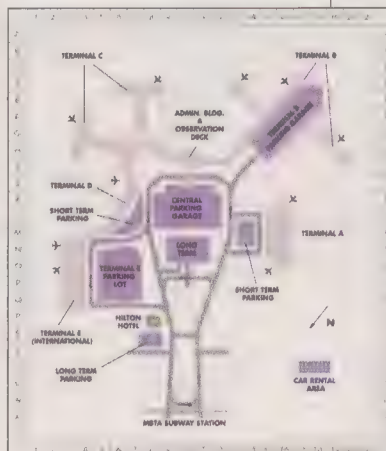 TERMINAL C
TERMINAL B
ADMIN. BLDG.
&
OBSERVATION
DECK
TERMINAL B
PARKING GARAGE
TERMINAL D
SHORT TERM
PARKING
CENTRAL
PARKING
GARAGE
LONG
TERM
TERMINAL A
TERMINAL E
PARKING
LOT
SHORT TERM
PARKING
TERMINAL E
(INTERNATIONAL)
HILTON
HOTEL
N
LONG TERM
PARKING
CAR RENTAL
AREA
MBTA SUBWAY STATION